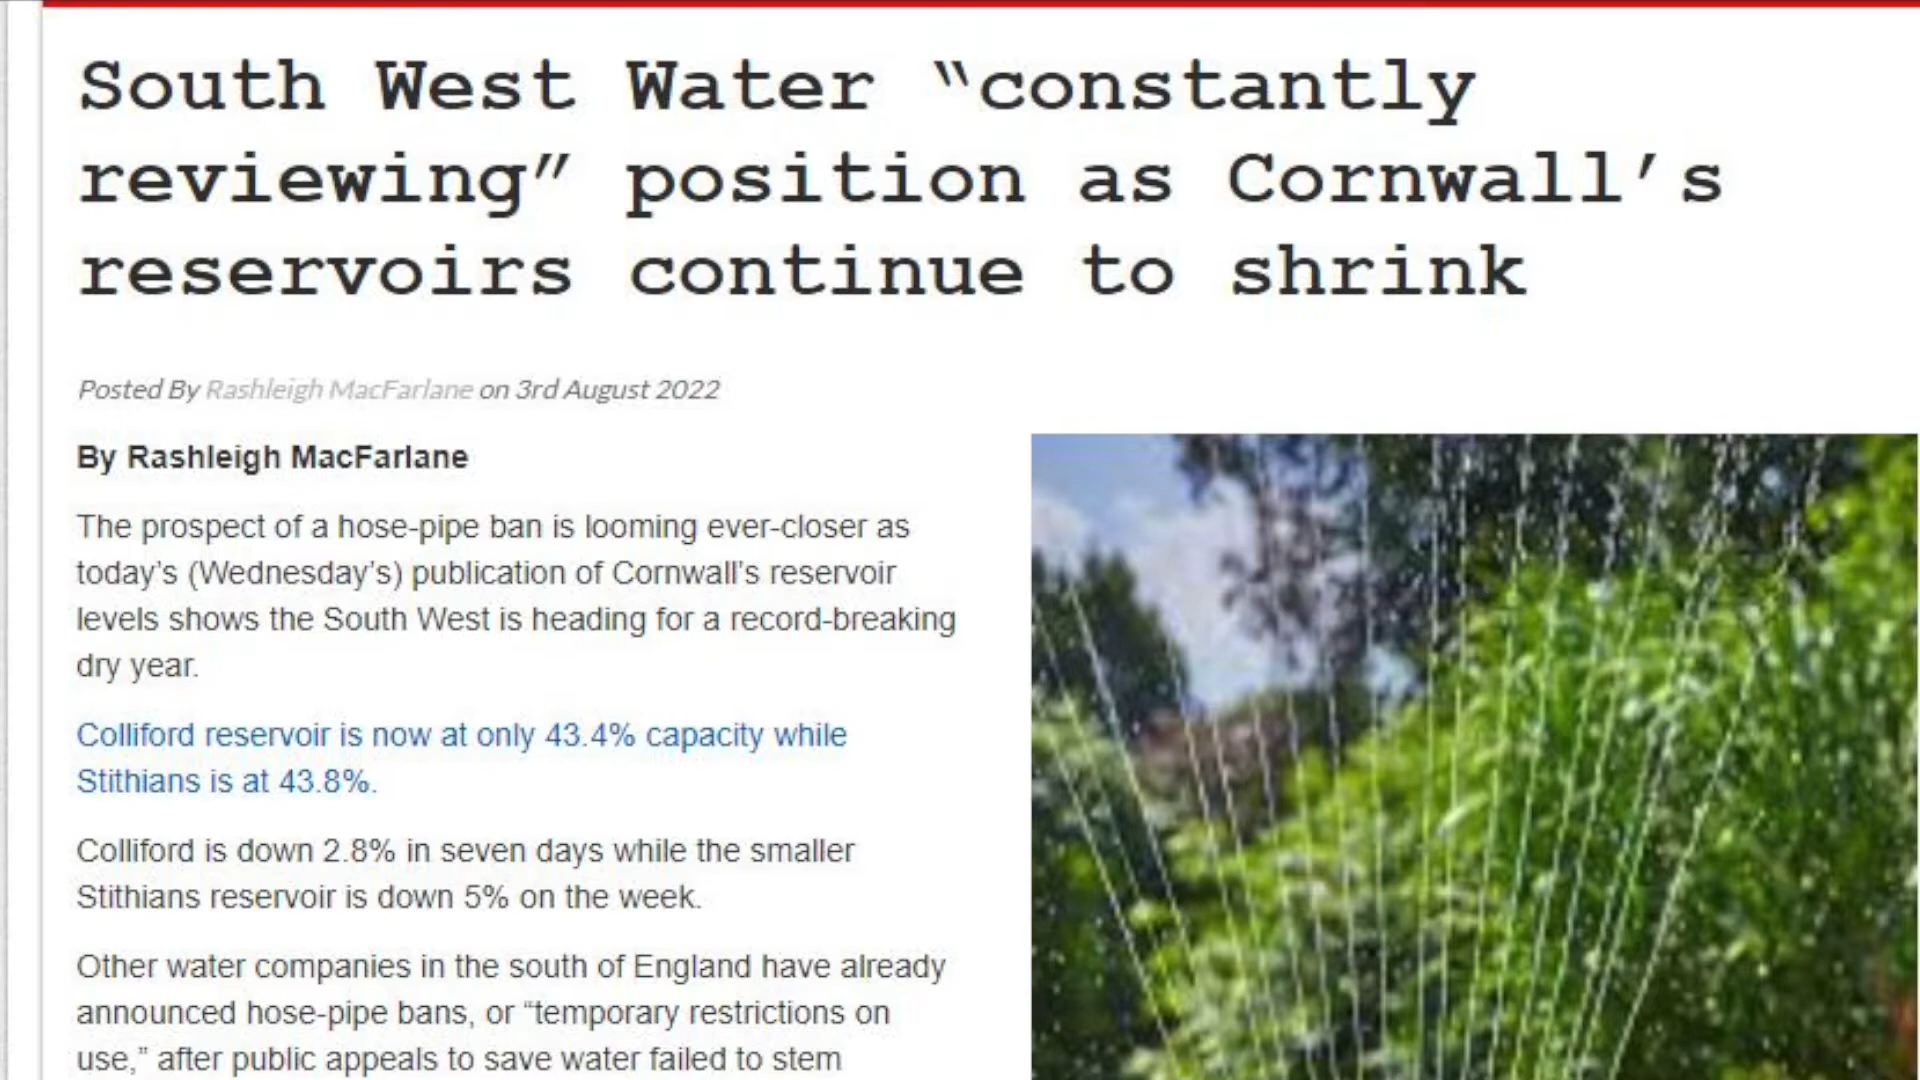 South West Water “constantly
reviewing” position as Cornwall’s
reservoirs continue to shrink
Posted By Rashleigh MacFarlane on 3rd August 2022
By Rashleigh MacFarlane
The prospect of a hose-pipe ban is looming ever-closer as
today’s (Wednesday’s) publication of Cornwall’s reservoir
levels shows the South West is heading for a record-breaking
dry year.
Colliford reservoir is now at only 43.4% capacity while
Stithians is at 43.8%.
Colliford is down 2.8% in seven days while the smaller
Stithians reservoir is down 5% on the week.
Other water companies in the south of England have already
announced hose-pipe bans, or “temporary restrictions on
use,” after public appeals to save water failed to stem